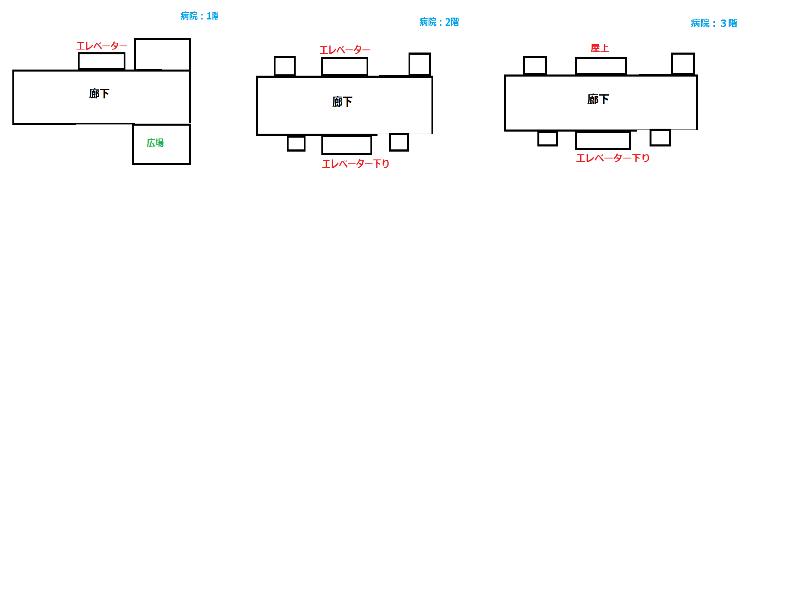 病院：1階
エレベーター
廊下
広場
病院：2階
エレベーター
廊下
エレベーター下り
病院：３階
屋上
廊下
エレベーター下り